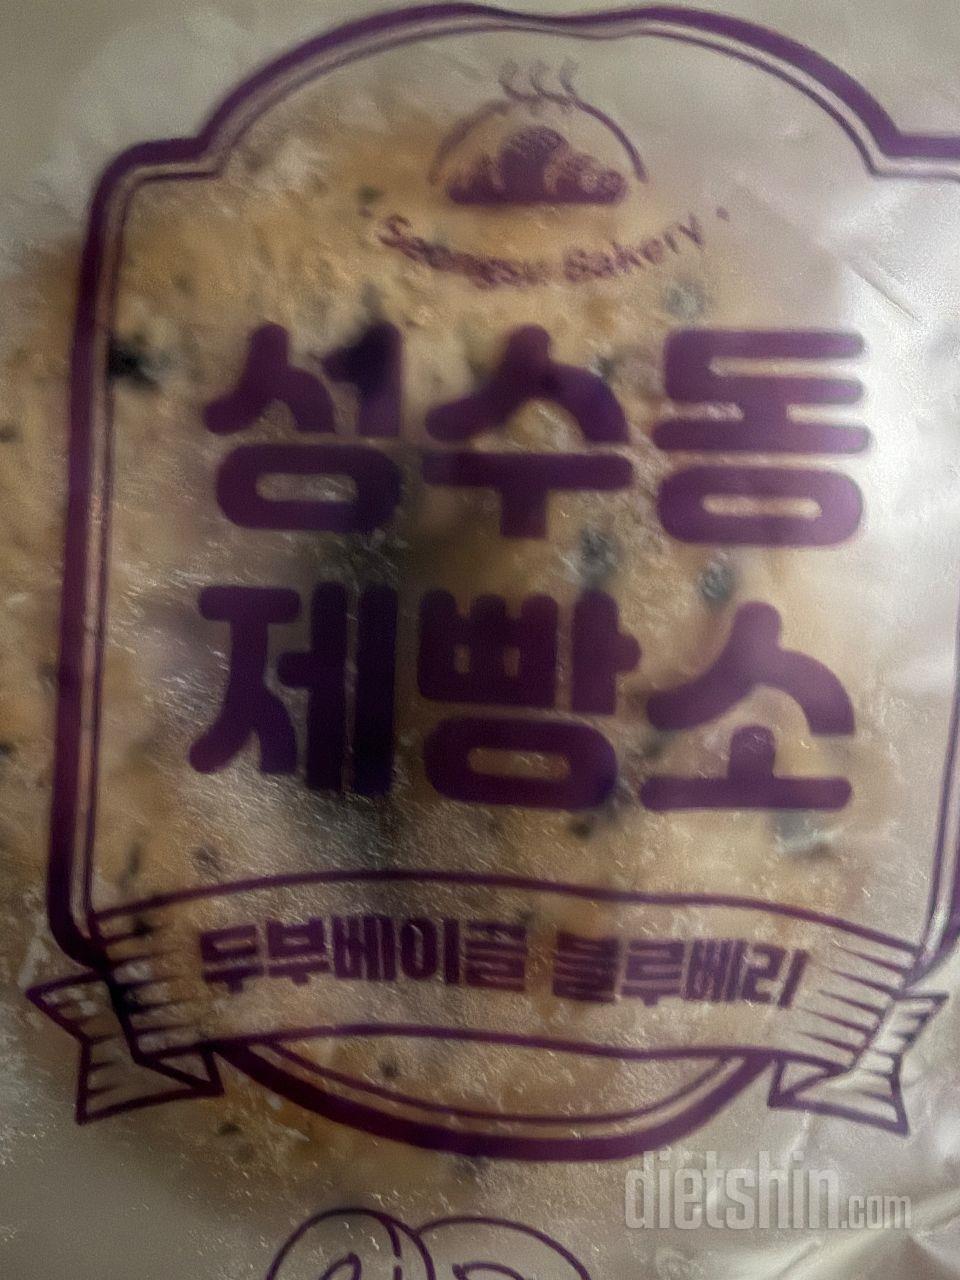 Seongsu Bakery
성수동
제빵소
두부베이글 블루베리
dietshin.com